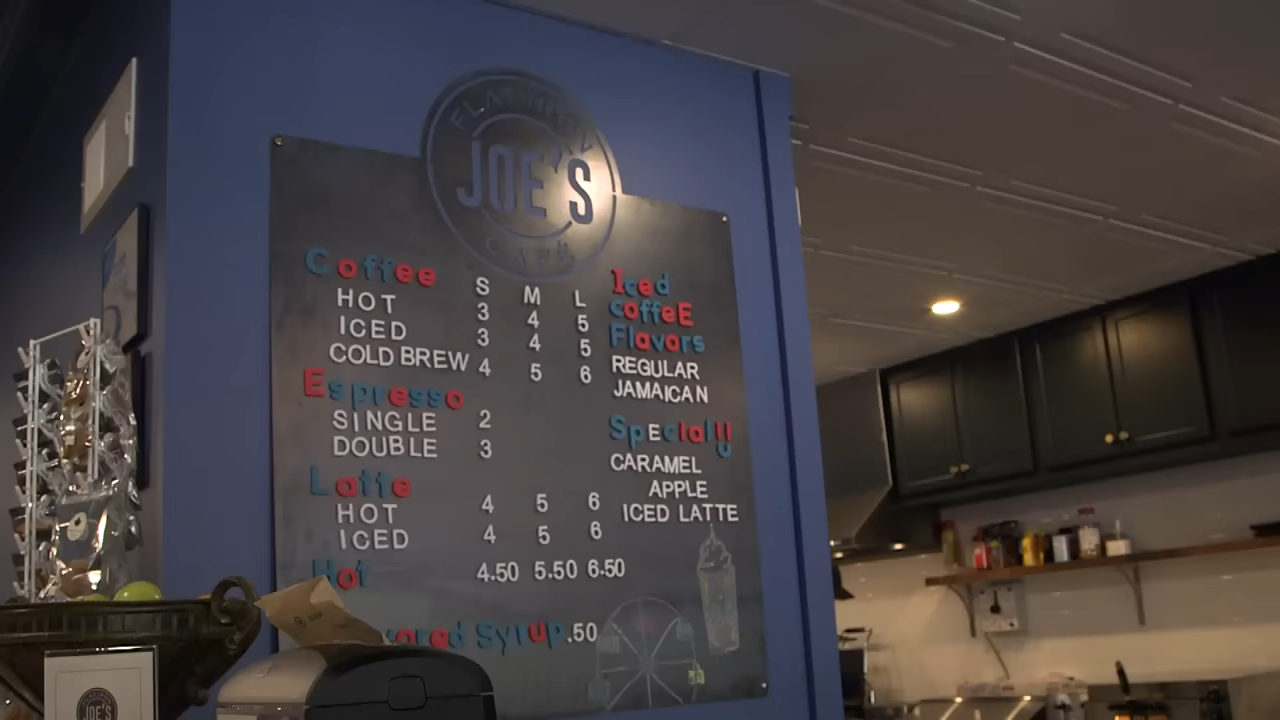 JOE'S
CAFÉ
Coffee S M L
HOT 3 4 5
ICED 3 4 5
COLD BREW 4 5 6
Espresso
SINGLE 2
DOUBLE 3
Latte
HOT 4 5 6
ICED 4 5 6
Hot 4.50 5.50 6.50
Syrup .50
Iced
coffeE
Flavors
REGULAR
JAMAICAN
SpEcial!!
CARAMEL
APPLE
ICED LATTE
JOE'S